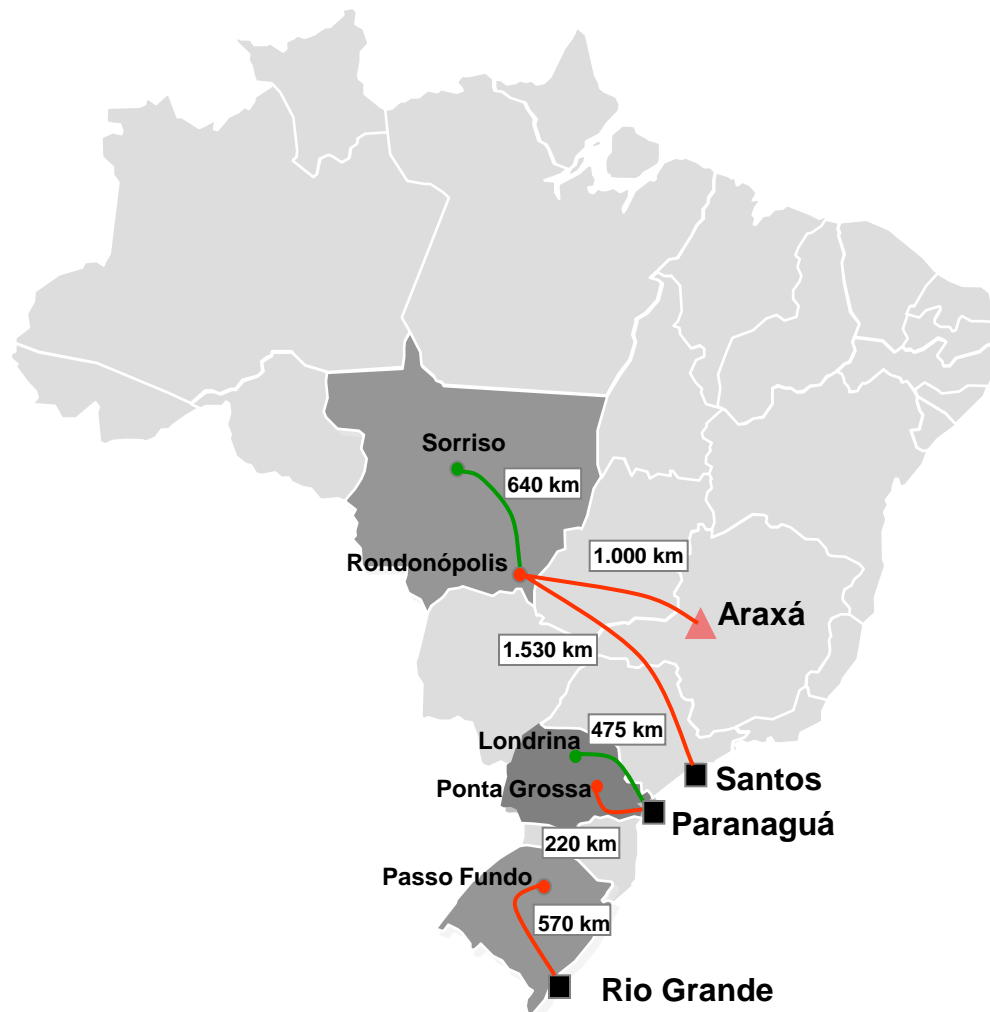 Sorriso
640 km
1.000 km
Rondonópolis
Araxá
1.530 km
475 km
Londrina
Santos
Ponta Grossa
Paranaguá
220 km
Passo Fundo
570 km
Rio Grande